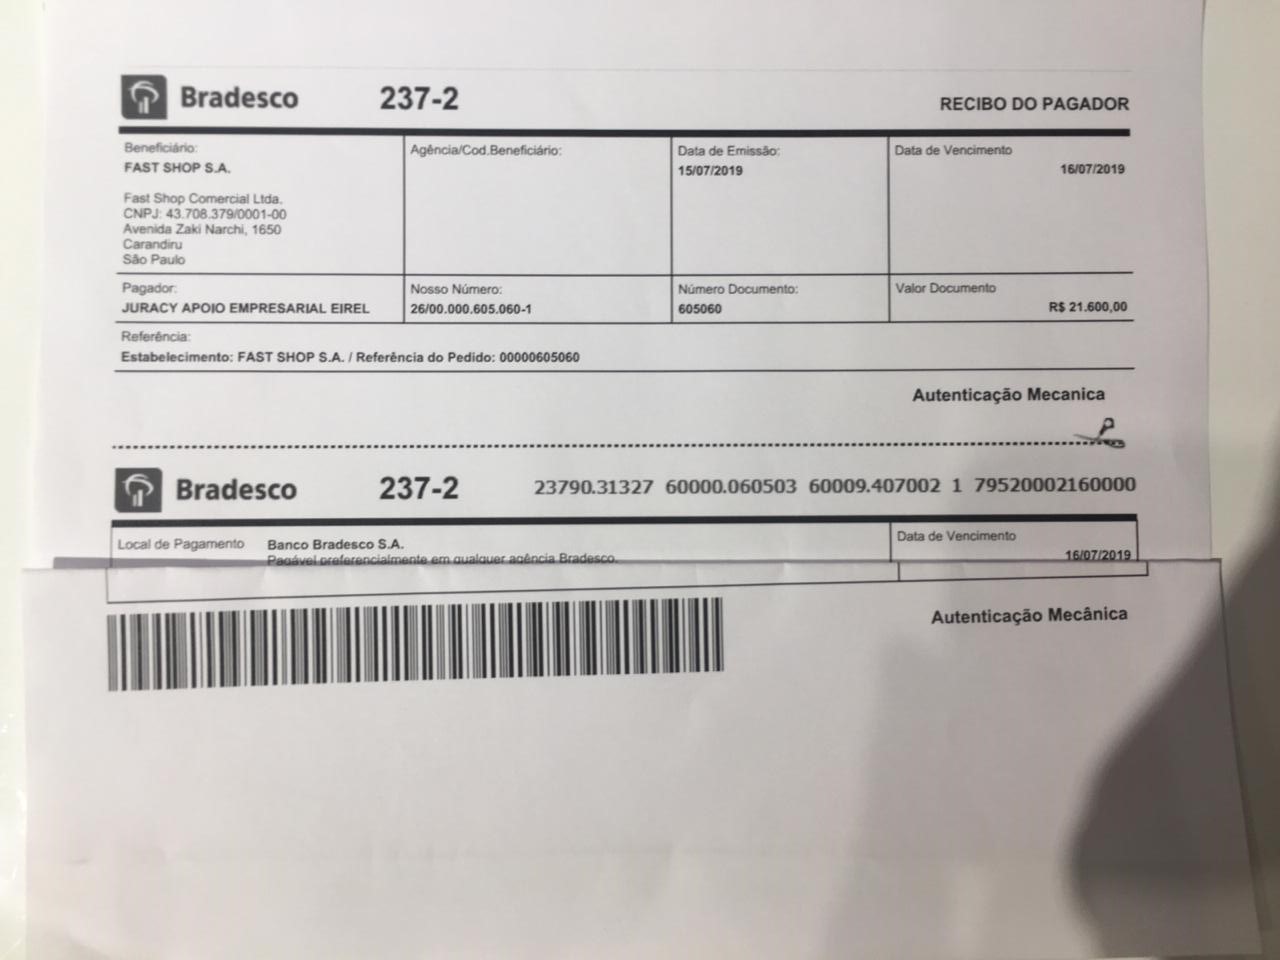 Bradesco 237-2 RECIBO DO PAGADOR
Beneficiário: Agência/Cod.Beneficiário: Data de Emissão: Data de Vencimento
FAST SHOP S.A. 15/07/2019 16/07/2019
Fast Shop Comercial Ltda.
CNPJ: 43.708.379/0001-00
Avenida Zaki Narchi, 1650
Carandiru
São Paulo
Pagador: Nosso Número: Número Documento: Valor Documento
JURACY APOIO EMPRESARIAL EIREL 26/00.000.605.060-1 605060 R$ 21.600,00
Referência:
Estabelecimento: FAST SHOP S.A. / Referência do Pedido: 00000605060
Autenticação Mecanica
Bradesco 237-2 23790.31327 60000.060503 60009.407002 1 79520002160000
Local de Pagamento Banco Bradesco S.A. Data de Vencimento
Pagável preferencialmente em qualquer agência Bradesco. 16/07/2019
Autenticação Mecânica